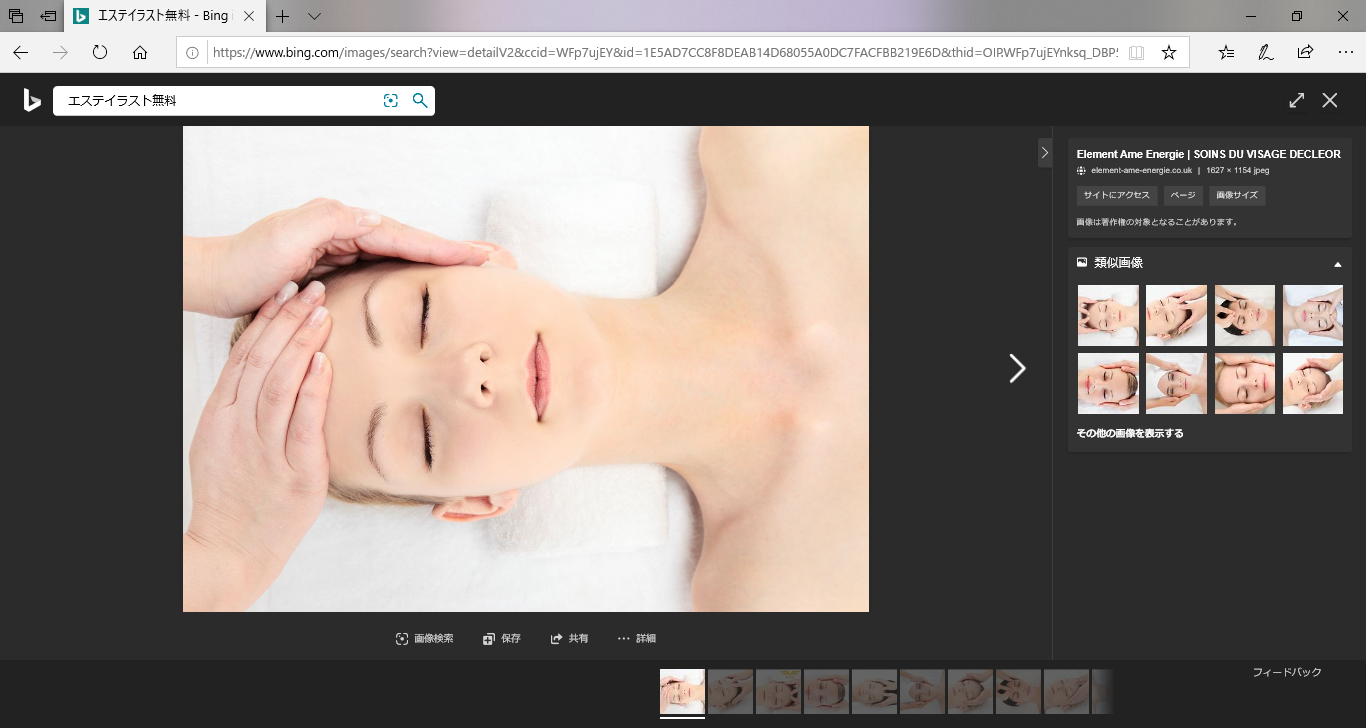 エステイラスト無料 - Bing
https://www.bing.com/images/search?view=detailV2&ccid=WFp7ujEY&id=1E5AD7CC8F8DEAB14D68055A0DC7FACFBB219E6D&thid=OIP.WFp7ujEYnksq_DBP
エステイラスト無料
Element Ame Energie | SOINS DU VISAGE DECLEOR
element-ame-energie.co.uk | 1627 × 1154 jpeg
サイトにアクセス ページ 画像サイズ
画像は著作権の対象となることがあります。
類似画像
その他の画像を表示する
画像検索 保存 共有 ··· 詳細
フィードバック